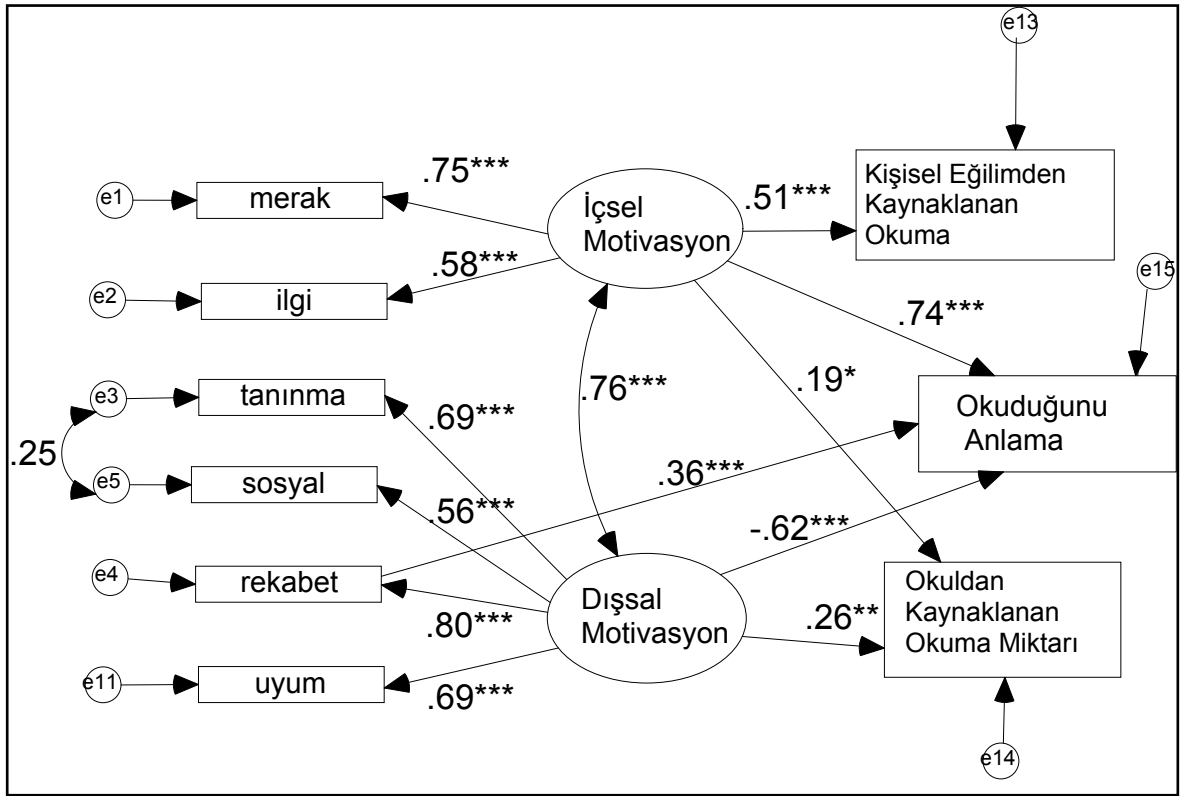 e13
.75***
e1
merak
İçsel
Motivasyon
.51***
Kişisel Eğilimden
Kaynaklanan
Okuma
.58***
e2
ilgi
e15
.74***
.76***
.19*
e3
tanınma
.69***
Okuduğunu
Anlama
.25
e5
sosyal
.56***
.36***
-.62***
e4
rekabet
.80***
Dışsal
Motivasyon
.26**
Okuldan
Kaynaklanan
Okuma Miktarı
e11
uyum
.69***
e14